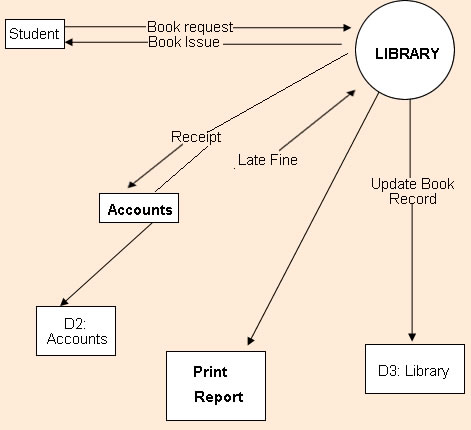 Book request
Student
Book Issue
LIBRARY
Receipt
Late Fine
Update Book
Record
Accounts
D2:
Accounts
Print
Report
D3: Library